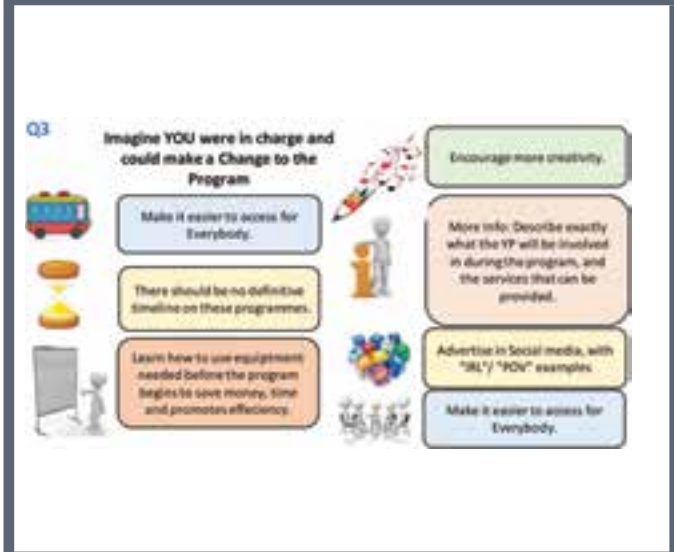 Q3
Imagine YOU were in charge and
could make a Change to the
Program
Make it easier to access for
Everybody.
There should be no definitive
timeline on these programmes.
Learn how to use equiptment
needed before the program
begins to save money, time
and promotes effeciency.
Encourage more creativity.
More Info: Describe exactly
what the YP will be involved
in during the program, and
the services that can be
provided.
Advertise in Social media, with
"IRL"/ "POV" examples
Make it easier to access for
Everybody.